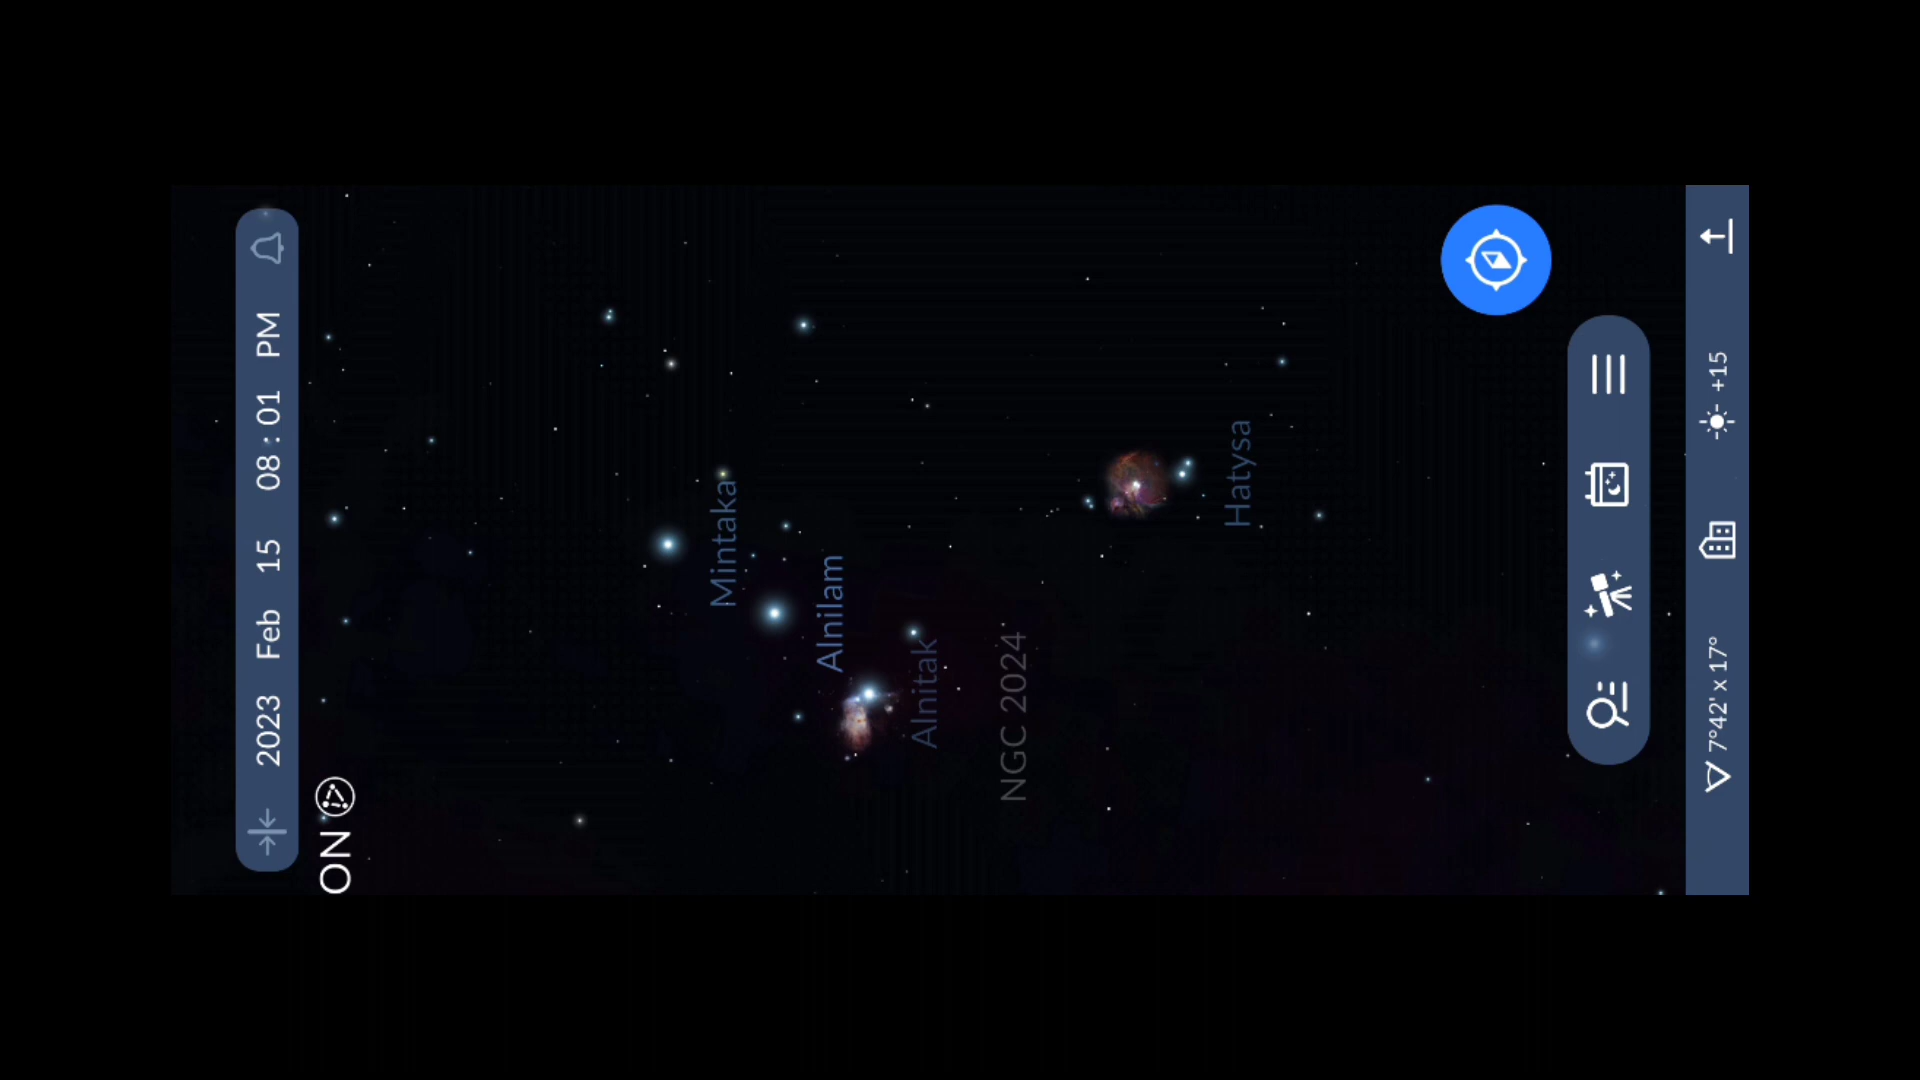 2023 Feb 15 08 : 01 PM
ON
Mintaka
Alnilam
Alnitak
NGC 2024
Hatysa
7°42' x 17° +15